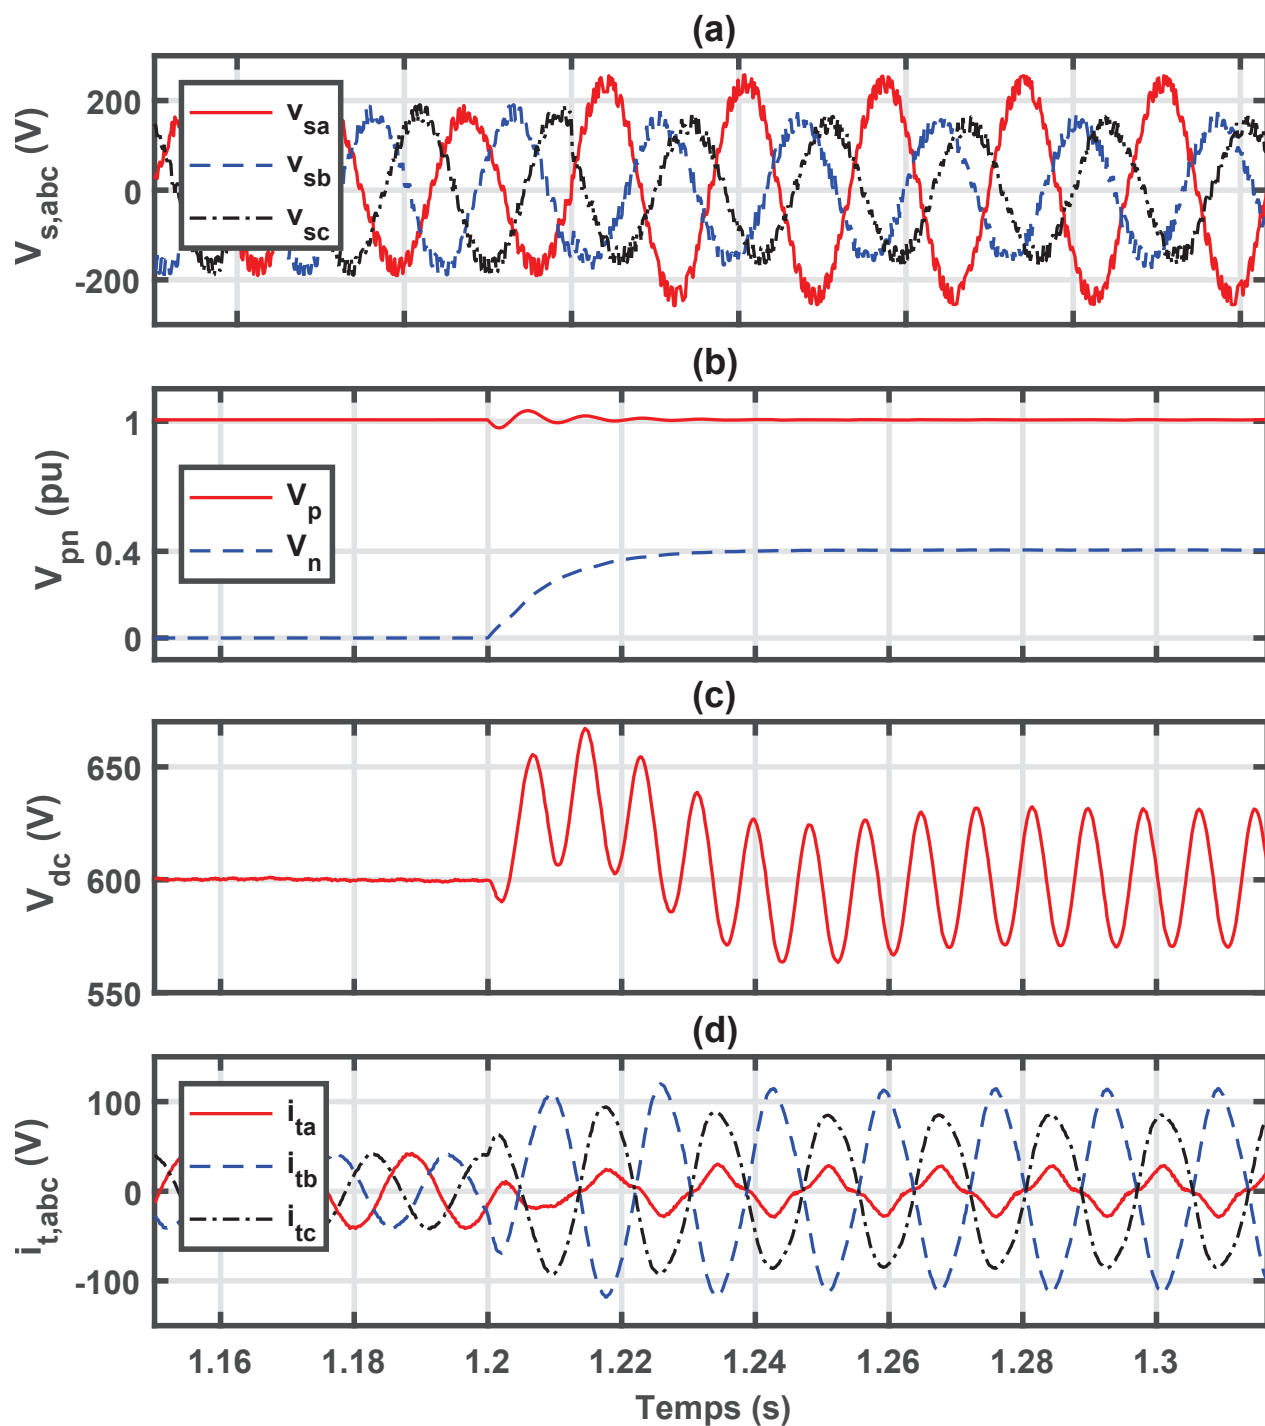 (a)
V_s,abc (V)
200
0
-200
v_sa
v_sb
v_sc
(b)
V_pn (pu)
1
0.4
0
V_p
V_n
(c)
V_dc (V)
650
600
550
(d)
i_t,abc (V)
100
0
-100
i_ta
i_tb
i_tc
1.16 1.18 1.2 1.22 1.24 1.26 1.28 1.3
Temps (s)